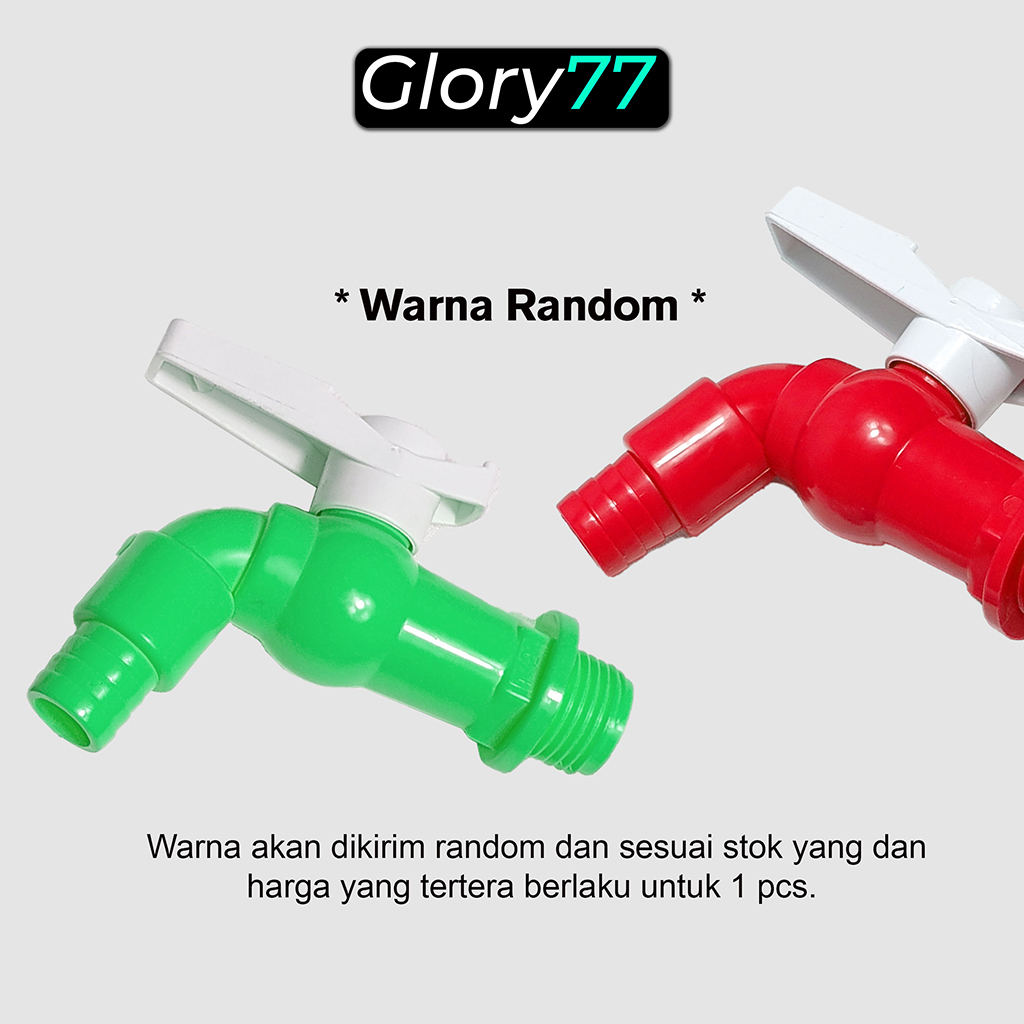 Glory77
* Warna Random *
Warna akan dikirim random dan sesuai stok yang dan
harga yang tertera berlaku untuk 1 pcs.